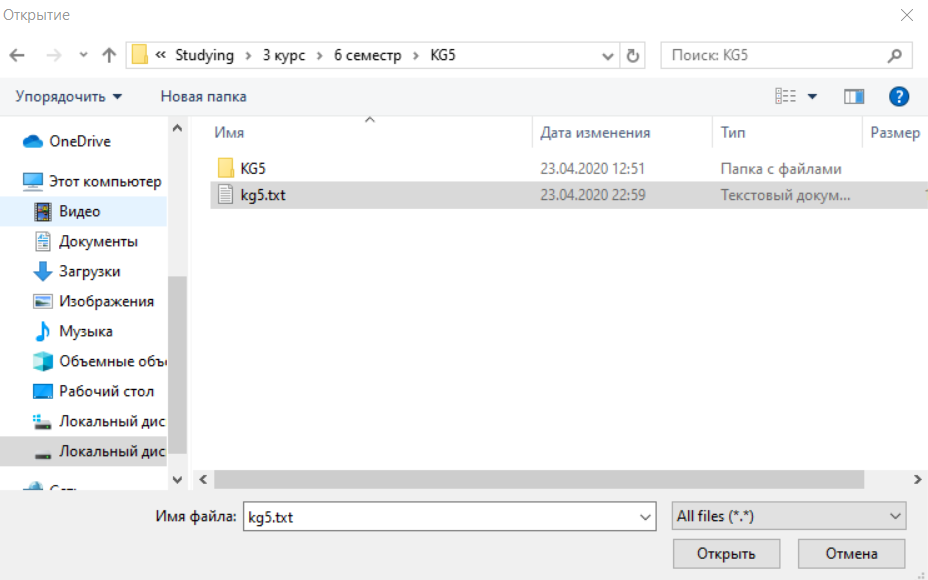 Открытие
« Studying › 3 курс › 6 семестр › KG5
Поиск: KG5
Упорядочить
Новая папка
?
OneDrive
Этот компьютер
Видео
Документы
Загрузки
Изображения
Музыка
Объемные объ
Рабочий стол
Локальный дис
Локальный дис
Имя Дата изменения Тип Размер
KG5 23.04.2020 12:51 Папка с файлами
kg5.txt 23.04.2020 22:59 Текстовый докум...
Имя файла: kg5.txt All files (*.*)
Открыть Отмена